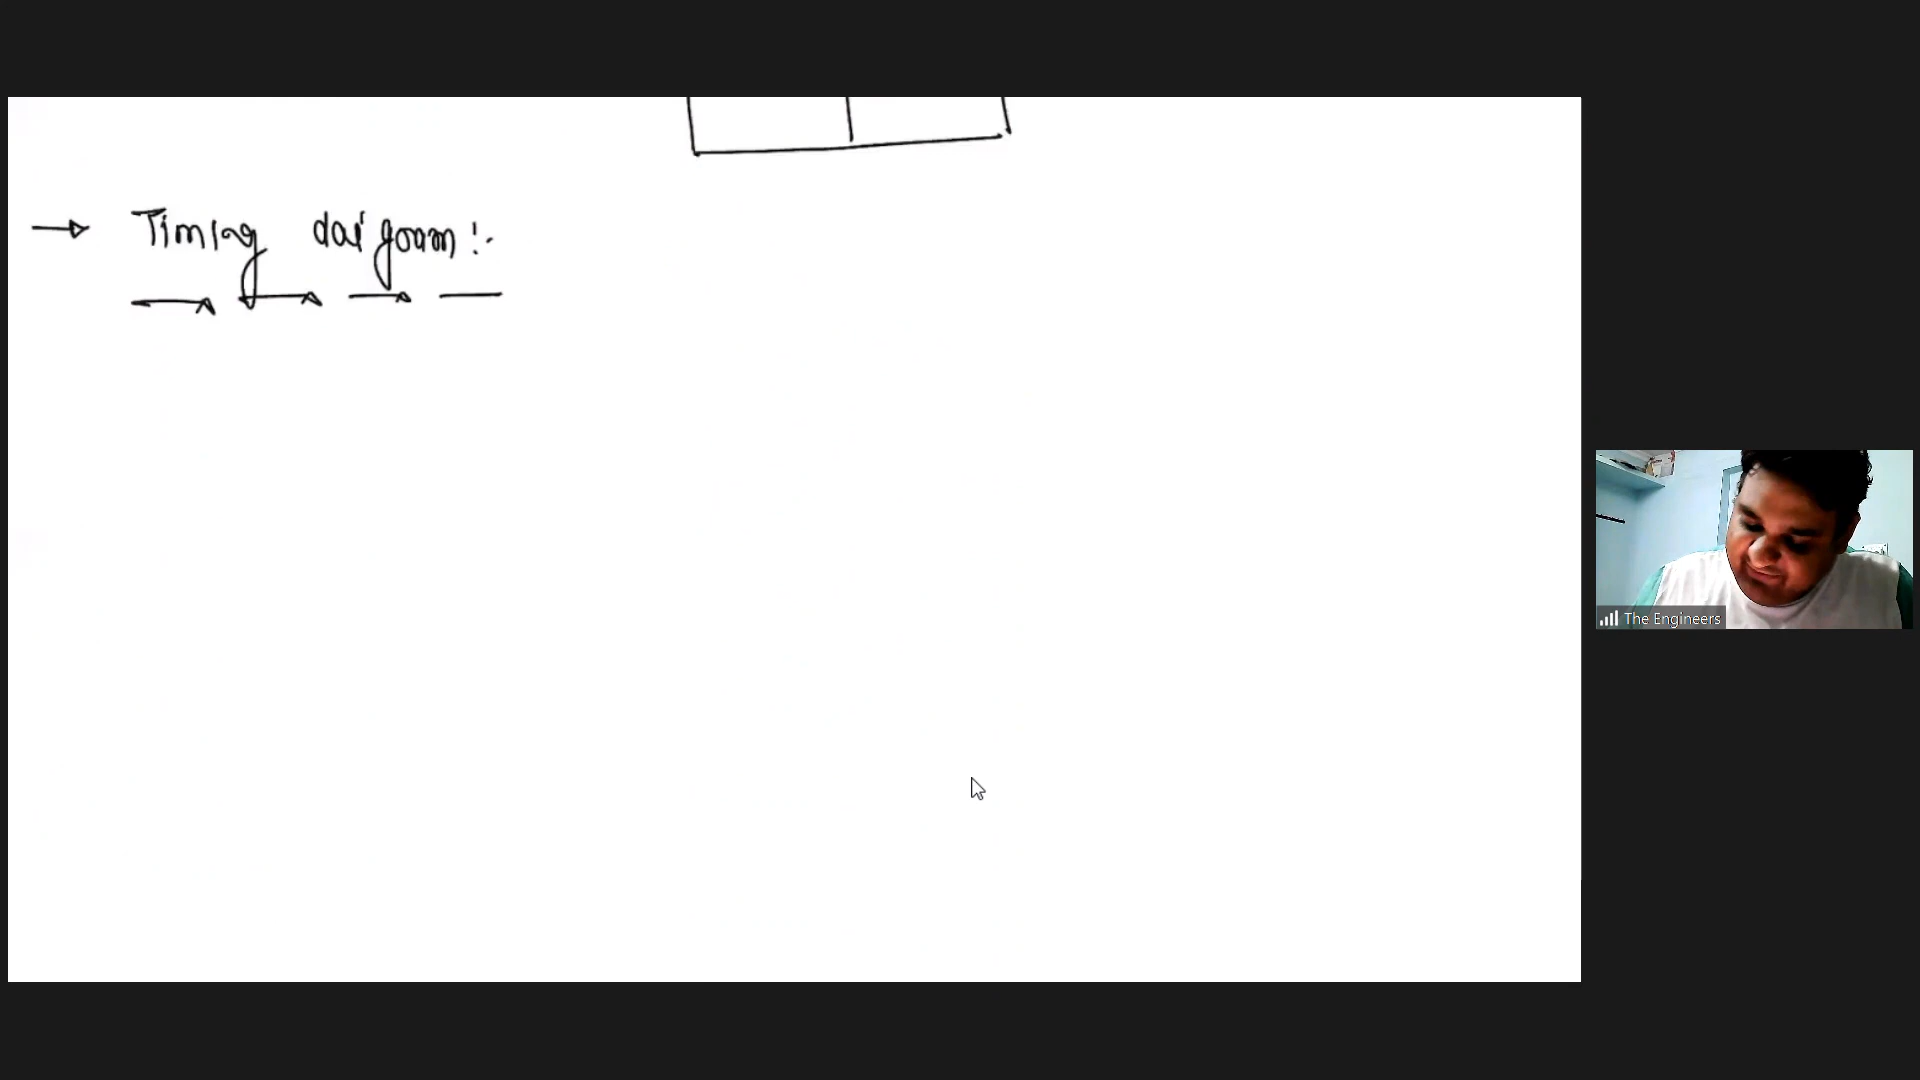 → Timing daigram :-
The Engineers